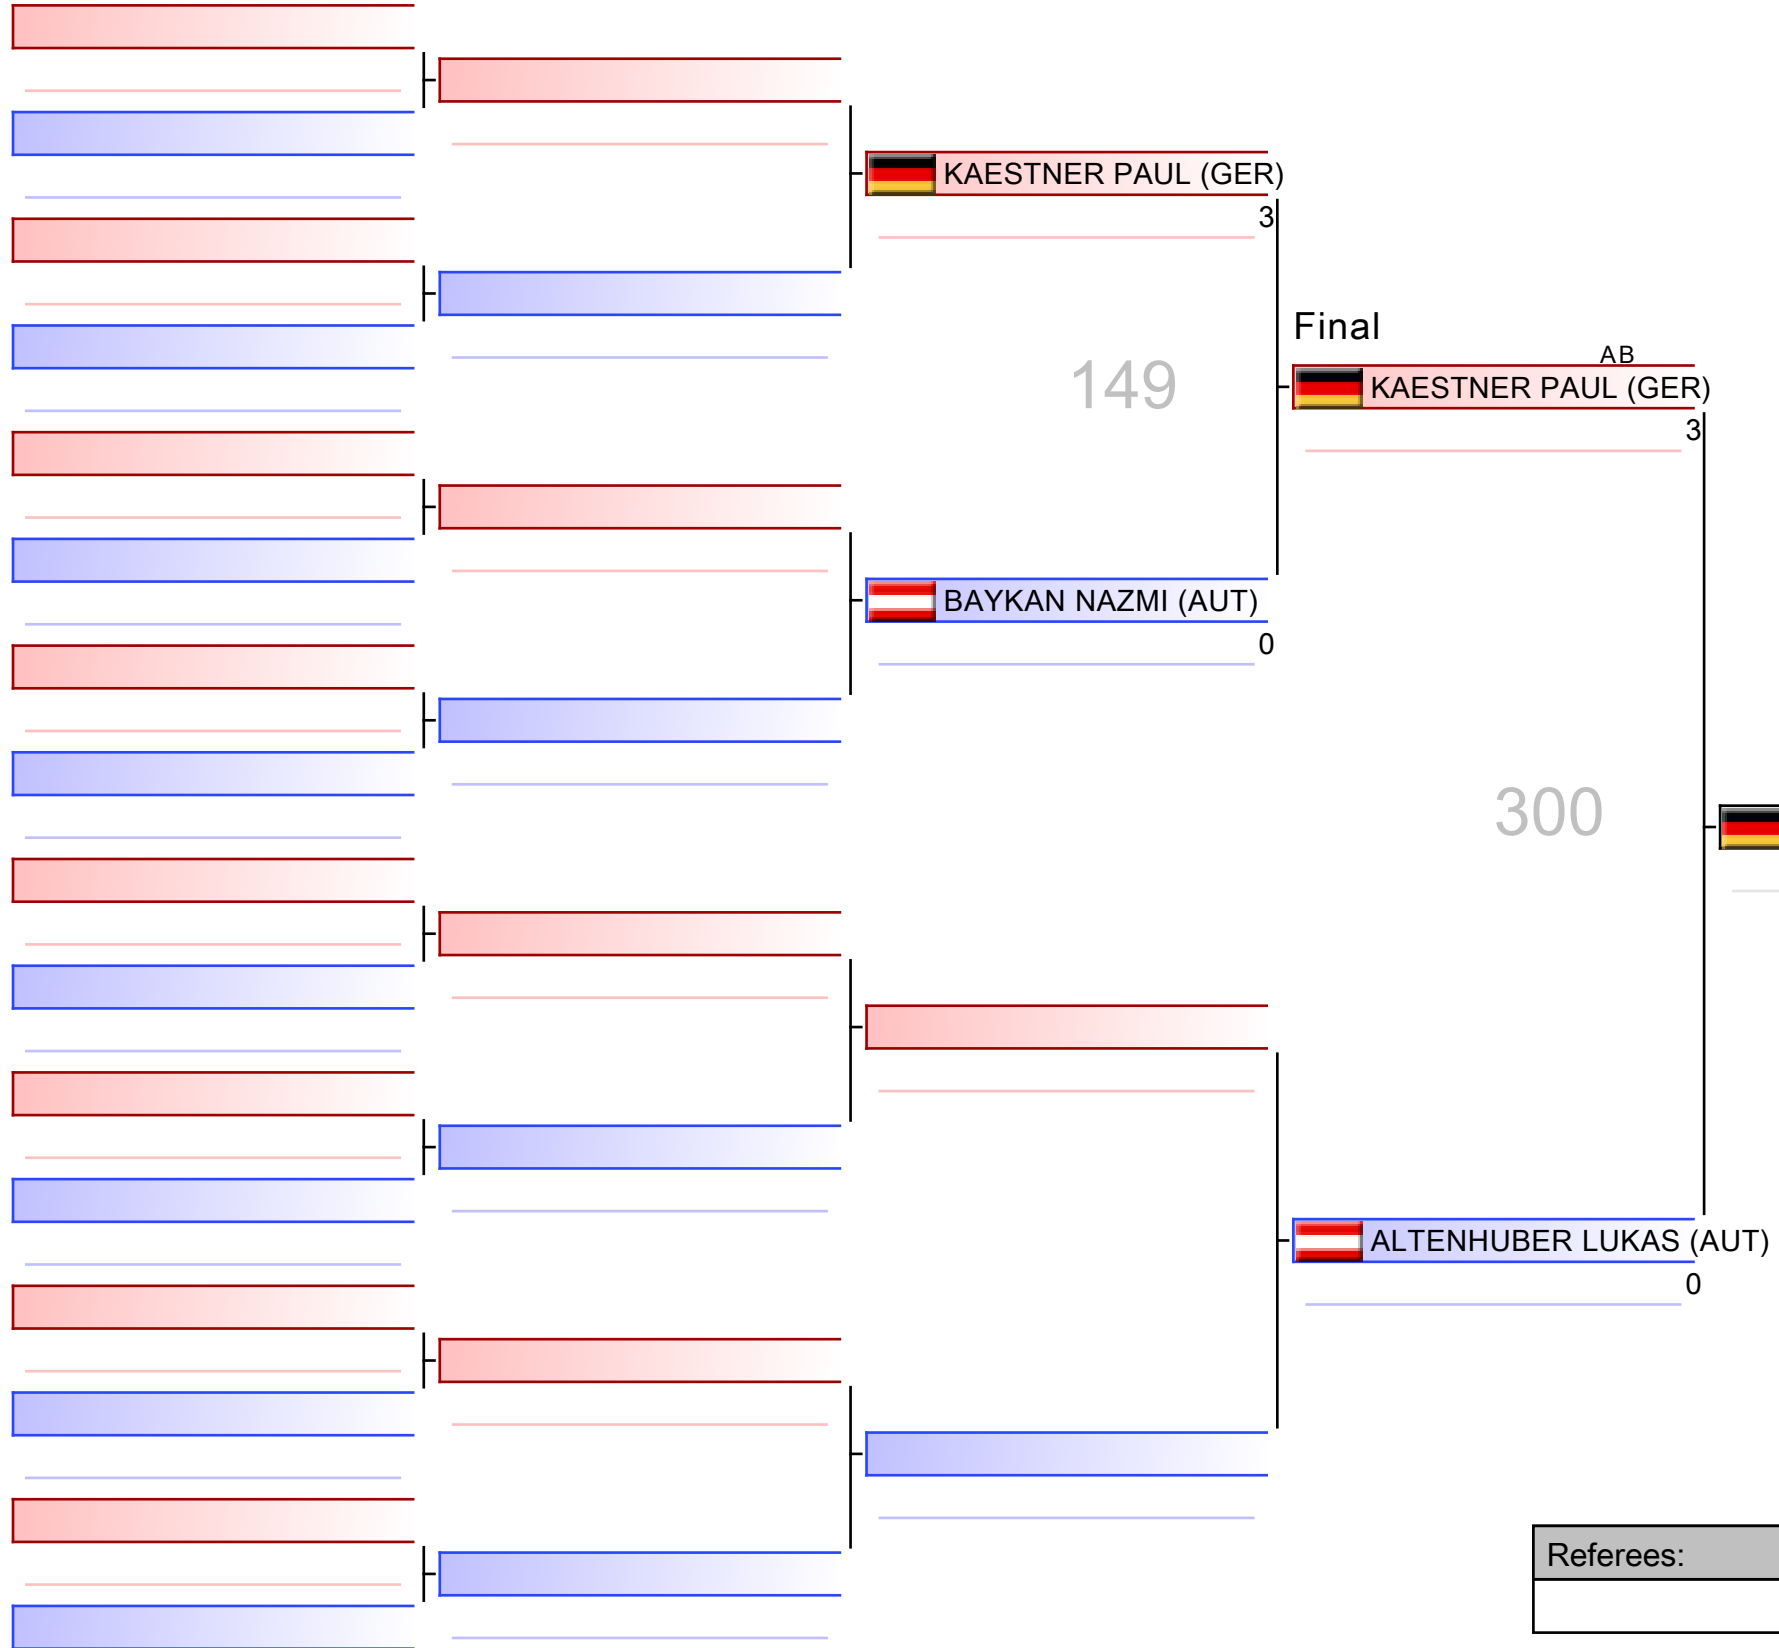 KAESTNER PAUL (GER)
3
Final
AB
149
KAESTNER PAUL (GER)
3
BAYKAN NAZMI (AUT)
0
300
ALTENHUBER LUKAS (AUT)
0
Referees: